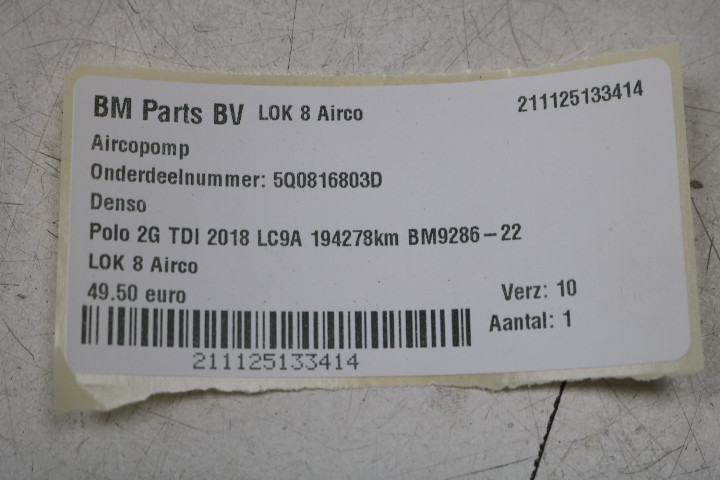 BM Parts BV LOK 8 Airco 211125133414
Aircopomp
Onderdeelnummer: 5Q0816803D
Denso
Polo 2G TDI 2018 LC9A 194278km BM9286-22
LOK 8 Airco
49.50 euro Verz: 10
Aantal: 1
211125133414